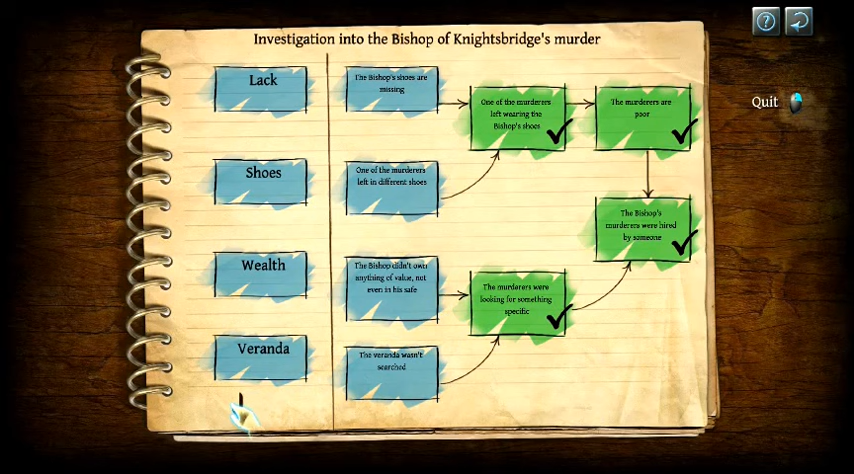 Investigation into the Bishop of Knightsbridge's murder
?
Quit
Lack
Shoes
Wealth
Veranda
The Bishop's shoes are
missing
One of the murderers
left in different shoes
The Bishop didn't own
anything of value, not
even in his safe
The veranda wasn't
searched
One of the murderers
left wearing the
Bishop's shoes
The murderers are
poor
The Bishop's
murderers were hired
by someone
The murderers were
looking for something
specific